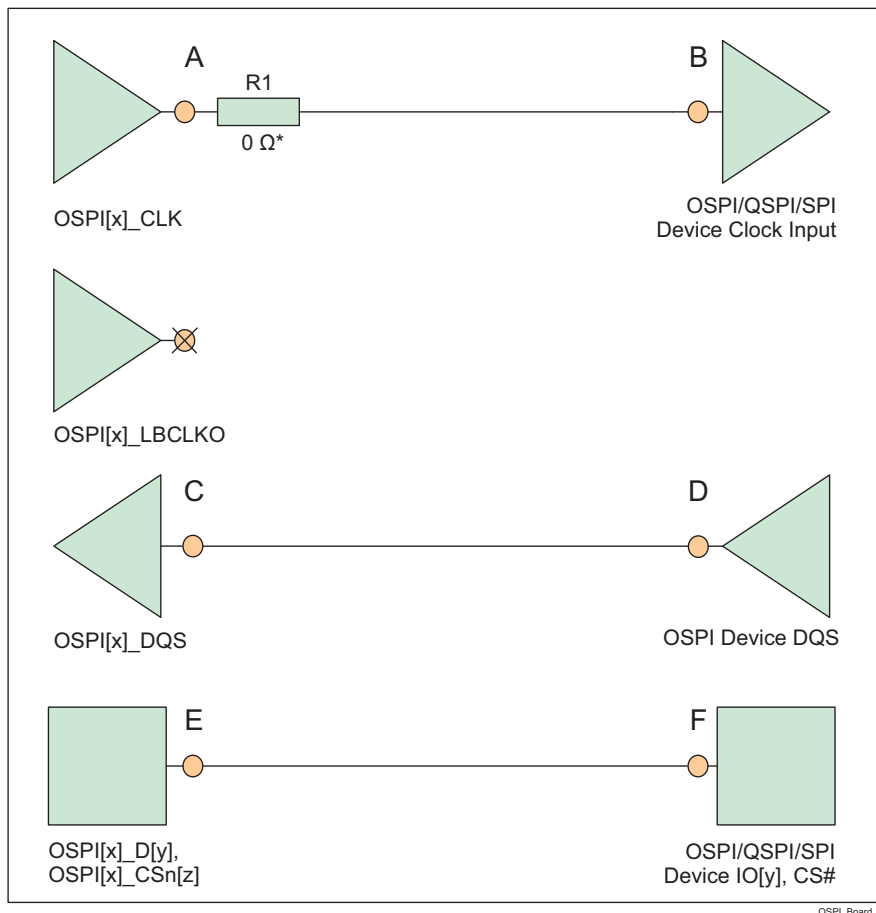 A
B
R1
0 Ω*
OSPI[x]_CLK
OSPI/QSPI/SPI
Device Clock Input
OSPI[x]_LBCLKO
C
D
OSPI[x]_DQS
OSPI Device DQS
E
F
OSPI[x]_D[y],
OSPI[x]_CSn[z]
OSPI/QSPI/SPI
Device IO[y], CS#